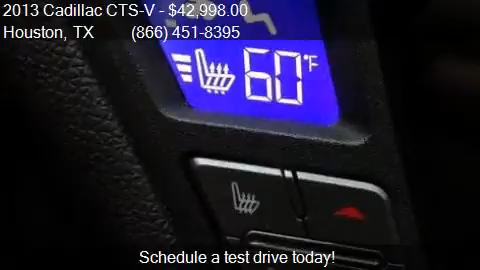 2013 Cadillac CTS-V - $42,998.00
Houston, TX (866) 451-8395
60°F
Schedule a test drive today!